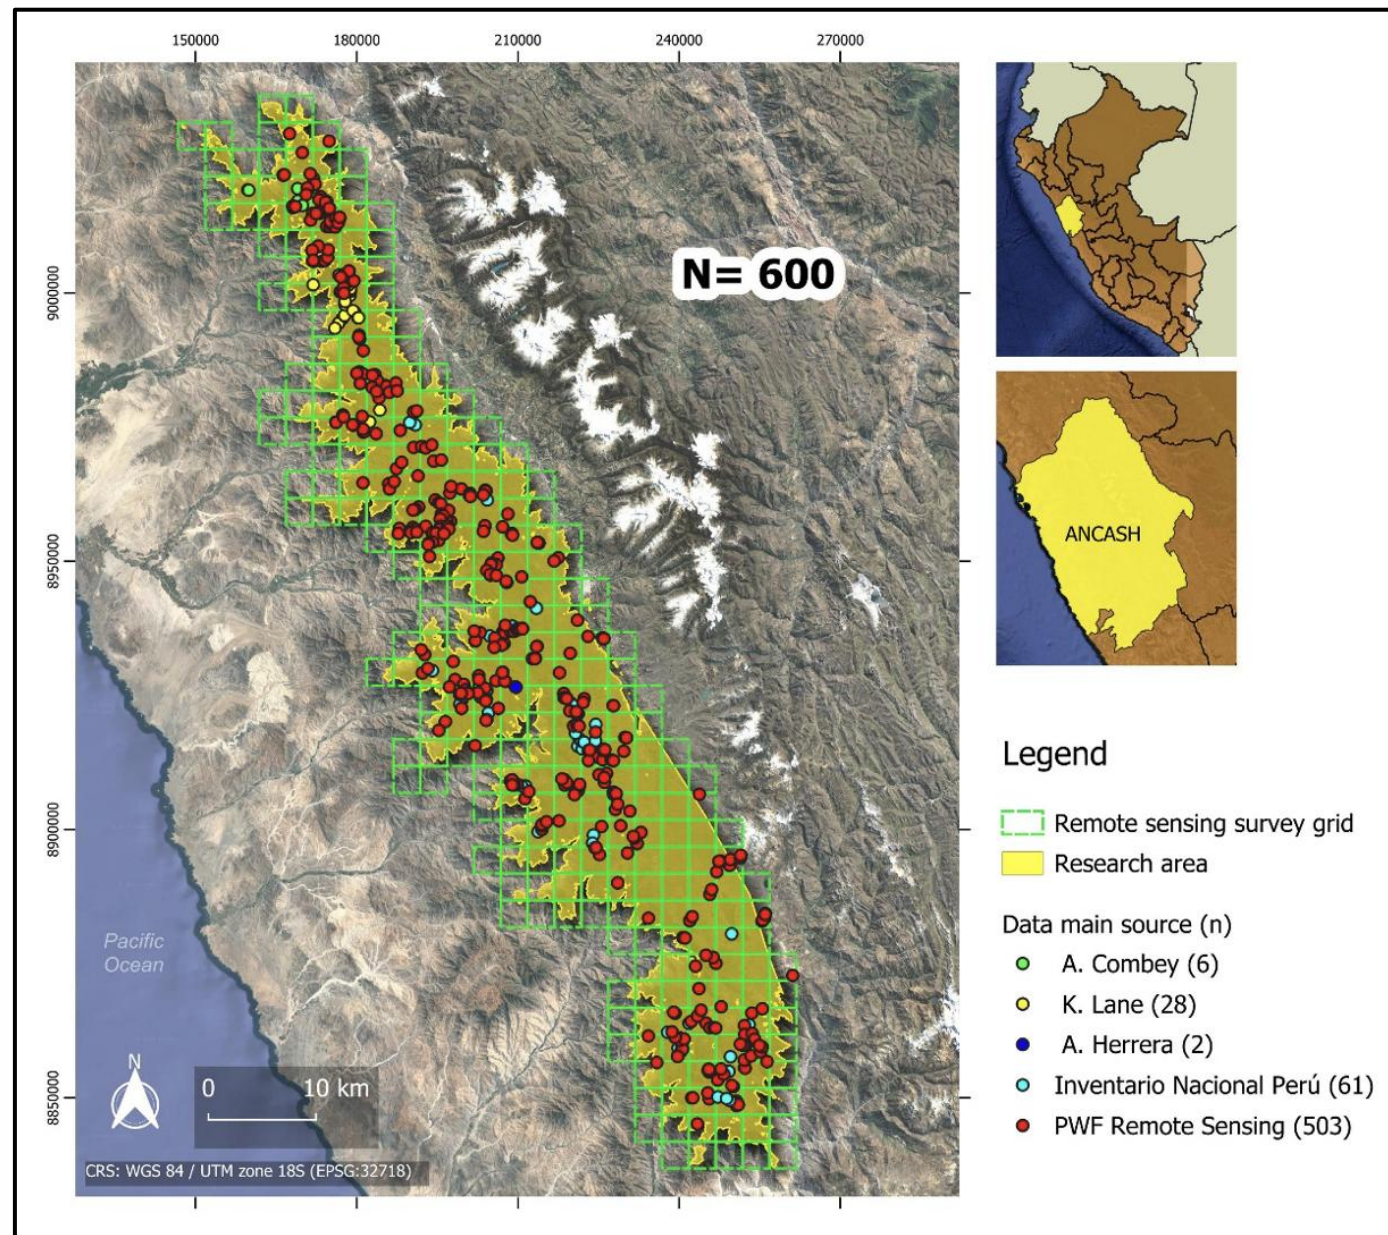 150000 180000 210000 240000 270000
9000000
8950000
8900000
8850000
N= 600
Pacific
Ocean
N
0 10 km
CRS: WGS 84 / UTM zone 18S (EPSG:32718)
ANCASH
Legend
Remote sensing survey grid
Research area
Data main source (n)
A. Combey (6)
K. Lane (28)
A. Herrera (2)
Inventario Nacional Perú (61)
PWF Remote Sensing (503)